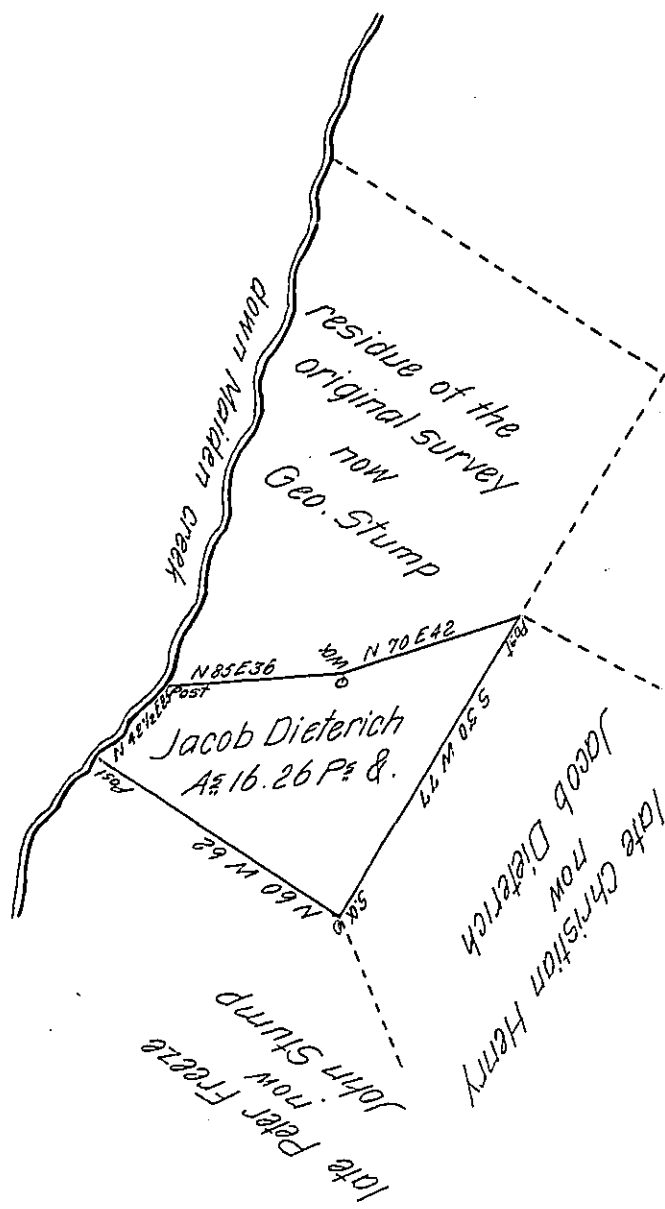 down Maiden creek
residue of the
original survey
now
Geo. Stump
N 70 E 42
wo
N 85 E 36
Post
N 42½ E 25
Post
Jacob Dieterich
As 16. 26 Ps &.
Post
S 30 W 77
N 60 W 62
S.o.
late Christian Henry
now
Jacob Dieterich
late Peter Freeze
now
John Stump